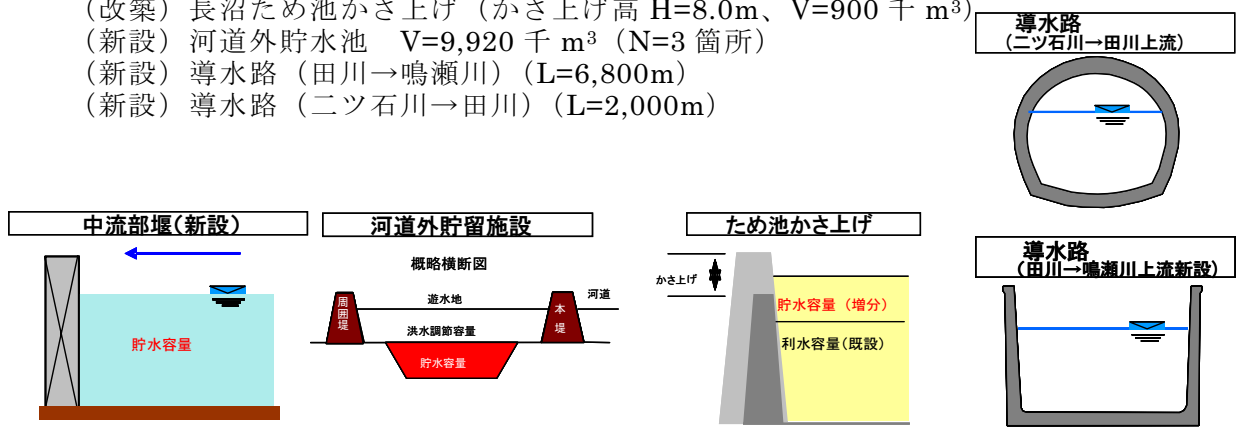 (改築)長沼ため池かさ上げ(かさ上げ高 H=8.0m、V=900 千 m³)
(新設)河道外貯水池 V=9,920 千 m³(N=3 箇所)
(新設)導水路(田川→鳴瀬川)(L=6,800m)
(新設)導水路(二ツ石川→田川)(L=2,000m)
導水路
(二ツ石川→田川上流)
中流部堰(新設)
貯水容量
河道外貯留施設
概略横断図
周囲堤
遊水地
本堤
河道
洪水調節容量
貯水容量
ため池かさ上げ
かさ上げ
貯水容量(増分)
利水容量(既設)
導水路
(田川→鳴瀬川上流新設)